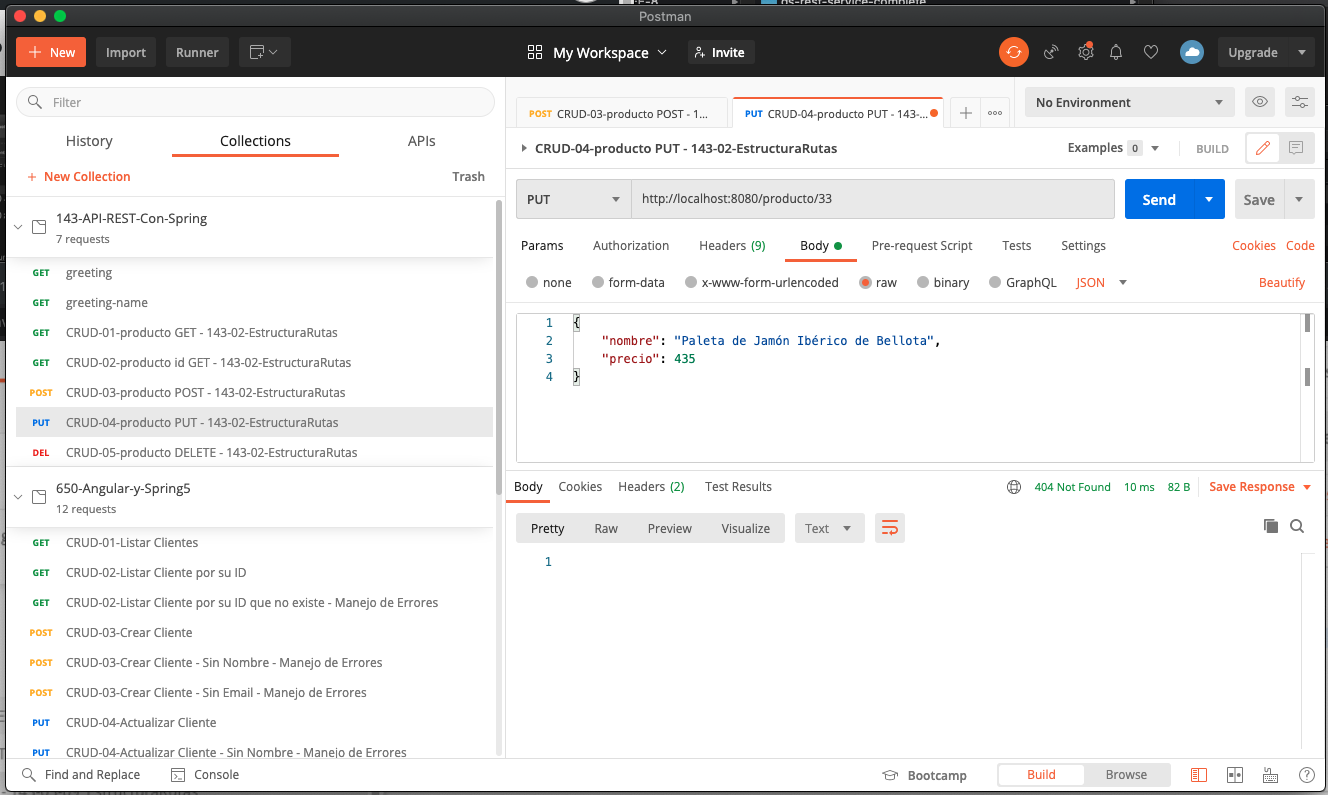 Postman
New
Import
Runner
My Workspace
Invite
Upgrade
Filter
History
Collections
APIs
New Collection
Trash
143-API-REST-Con-Spring
7 requests
GET greeting
GET greeting-name
GET CRUD-01-producto GET - 143-02-EstructuraRutas
GET CRUD-02-producto id GET - 143-02-EstructuraRutas
POST CRUD-03-producto POST - 143-02-EstructuraRutas
PUT CRUD-04-producto PUT - 143-02-EstructuraRutas
DEL CRUD-05-producto DELETE - 143-02-EstructuraRutas
650-Angular-y-Spring5
12 requests
GET CRUD-01-Listar Clientes
GET CRUD-02-Listar Cliente por su ID
GET CRUD-02-Listar Cliente por su ID que no existe - Manejo de Errores
POST CRUD-03-Crear Cliente
POST CRUD-03-Crear Cliente - Sin Nombre - Manejo de Errores
POST CRUD-03-Crear Cliente - Sin Email - Manejo de Errores
PUT CRUD-04-Actualizar Cliente
PUT CRUD-04-Actualizar Cliente - Sin Nombre - Manejo de Errores
POST CRUD-03-producto POST - 1...
PUT CRUD-04-producto PUT - 143-...
No Environment
CRUD-04-producto PUT - 143-02-EstructuraRutas
Examples 0
BUILD
PUT
http://localhost:8080/producto/33
Send
Save
Params Authorization Headers (9) Body Pre-request Script Tests Settings
Cookies Code
none form-data x-www-form-urlencoded raw binary GraphQL JSON
Beautify
1 {
2 "nombre": "Paleta de Jamón Ibérico de Bellota",
3 "precio": 435
4 }
Body Cookies Headers (2) Test Results
404 Not Found 10 ms 82 B Save Response
Pretty Raw Preview Visualize Text
1
Find and Replace
Console
Bootcamp
Build
Browse